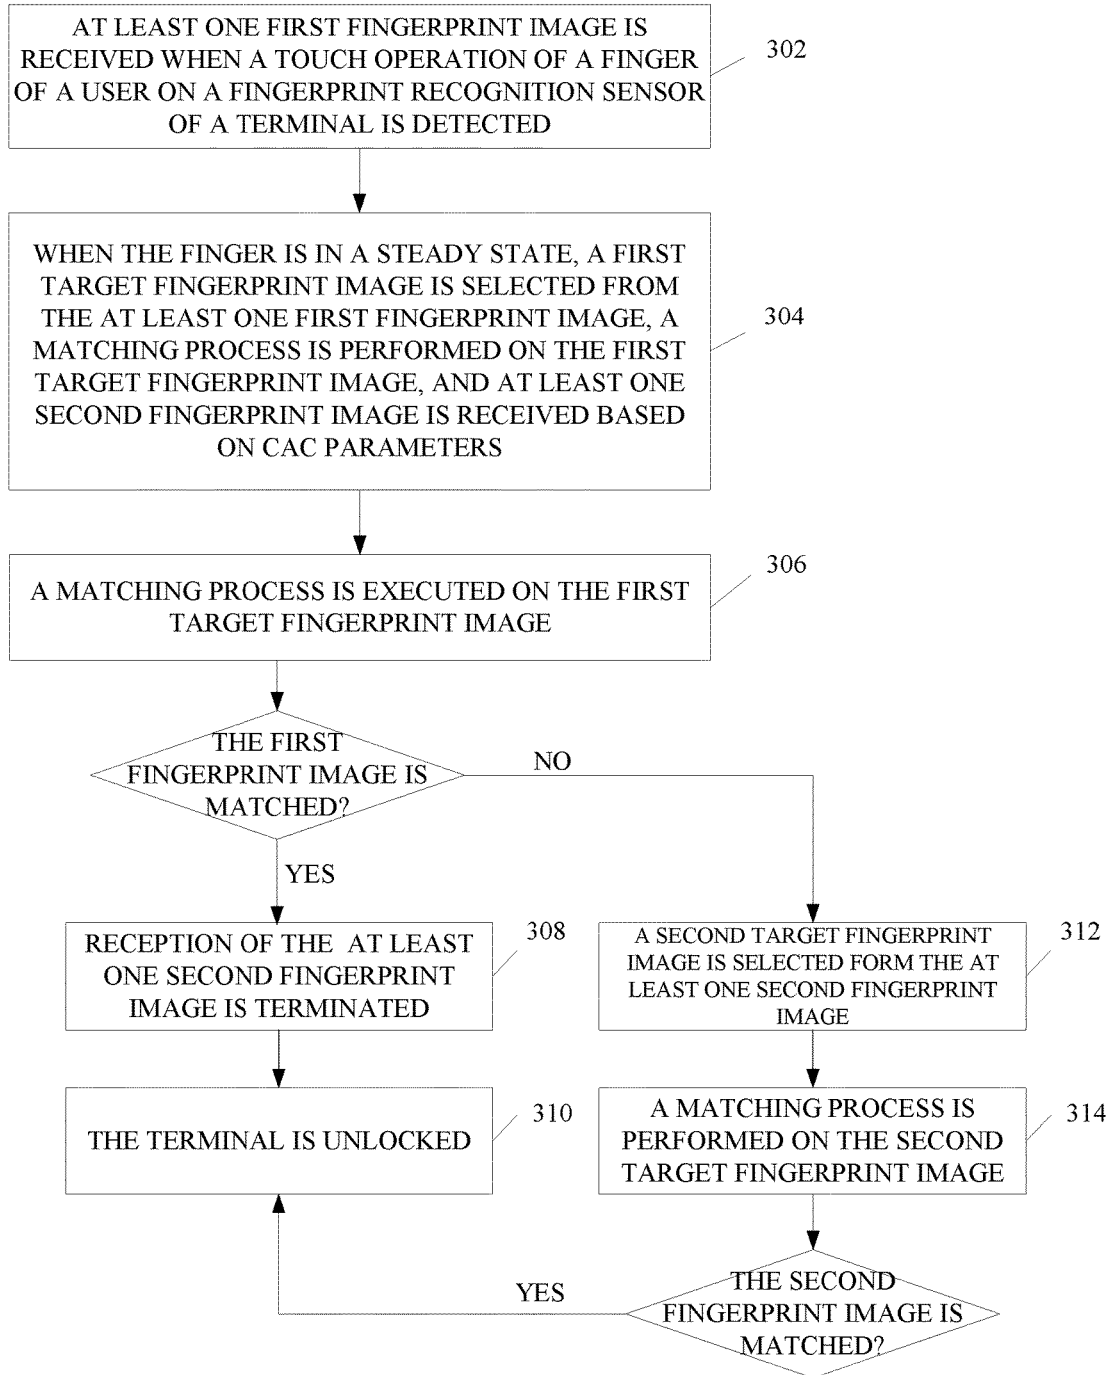 AT LEAST ONE FIRST FINGERPRINT IMAGE IS
RECEIVED WHEN A TOUCH OPERATION OF A FINGER
OF A USER ON A FINGERPRINT RECOGNITION SENSOR
OF A TERMINAL IS DETECTED
302
WHEN THE FINGER IS IN A STEADY STATE, A FIRST
TARGET FINGERPRINT IMAGE IS SELECTED FROM
THE AT LEAST ONE FIRST FINGERPRINT IMAGE, A
MATCHING PROCESS IS PERFORMED ON THE FIRST
TARGET FINGERPRINT IMAGE, AND AT LEAST ONE
SECOND FINGERPRINT IMAGE IS RECEIVED BASED
ON CAC PARAMETERS
304
A MATCHING PROCESS IS EXECUTED ON THE FIRST
TARGET FINGERPRINT IMAGE
306
THE FIRST
FINGERPRINT IMAGE IS
MATCHED?
NO
YES
RECEPTION OF THE AT LEAST
ONE SECOND FINGERPRINT
IMAGE IS TERMINATED
308
A SECOND TARGET FINGERPRINT
IMAGE IS SELECTED FORM THE AT
LEAST ONE SECOND FINGERPRINT
IMAGE
312
THE TERMINAL IS UNLOCKED
310
A MATCHING PROCESS IS
PERFORMED ON THE SECOND
TARGET FINGERPRINT IMAGE
314
YES
THE SECOND
FINGERPRINT IMAGE IS
MATCHED?